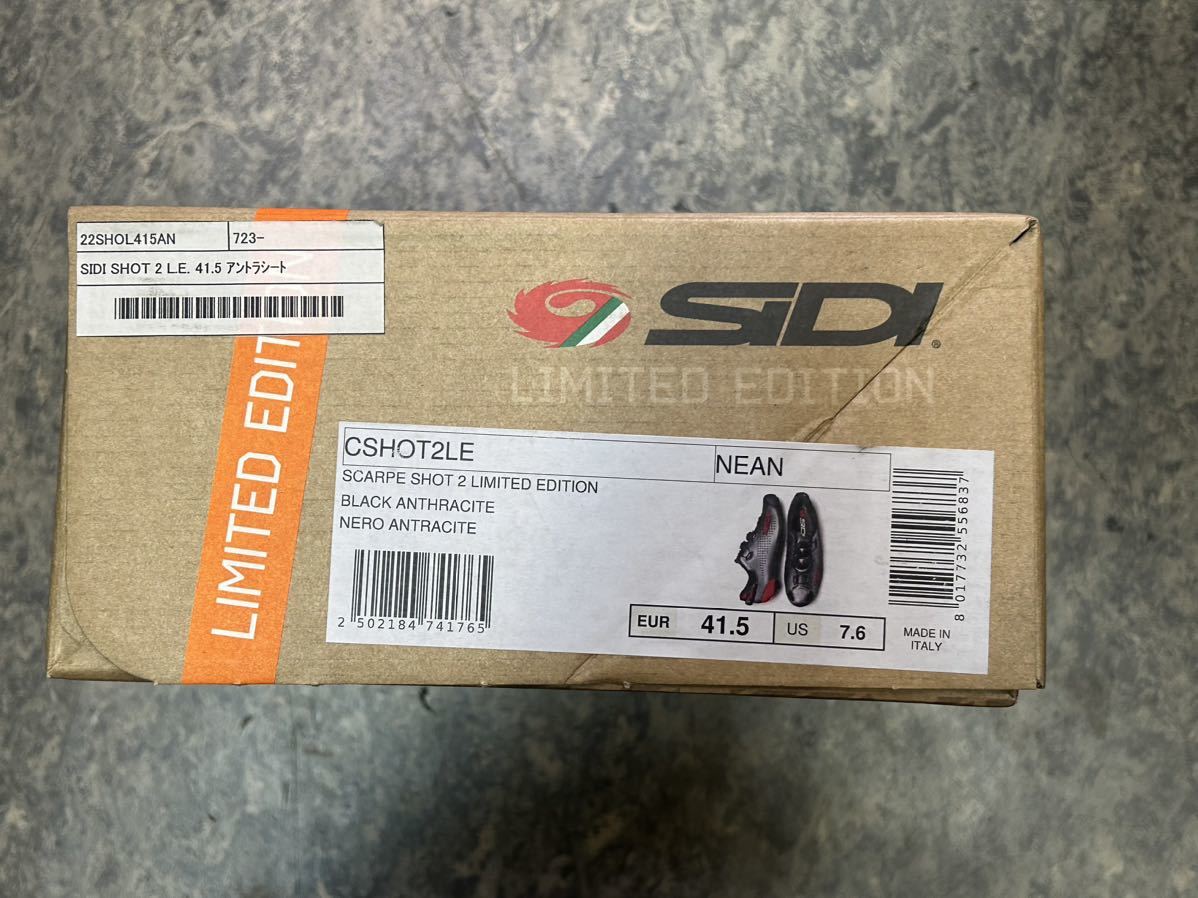 22SHOL415AN 723-
SIDI SHOT 2 L.E. 41.5 アントラシート
LIMITED EDITION
SIDI®
LIMITED EDITION
CSHOT2LE NEAN
SCARPE SHOT 2 LIMITED EDITION
BLACK ANTHRACITE
NERO ANTRACITE
2 502184 741765
SIDI
EUR 41.5 US 7.6
8 017732 556837
MADE IN
ITALY